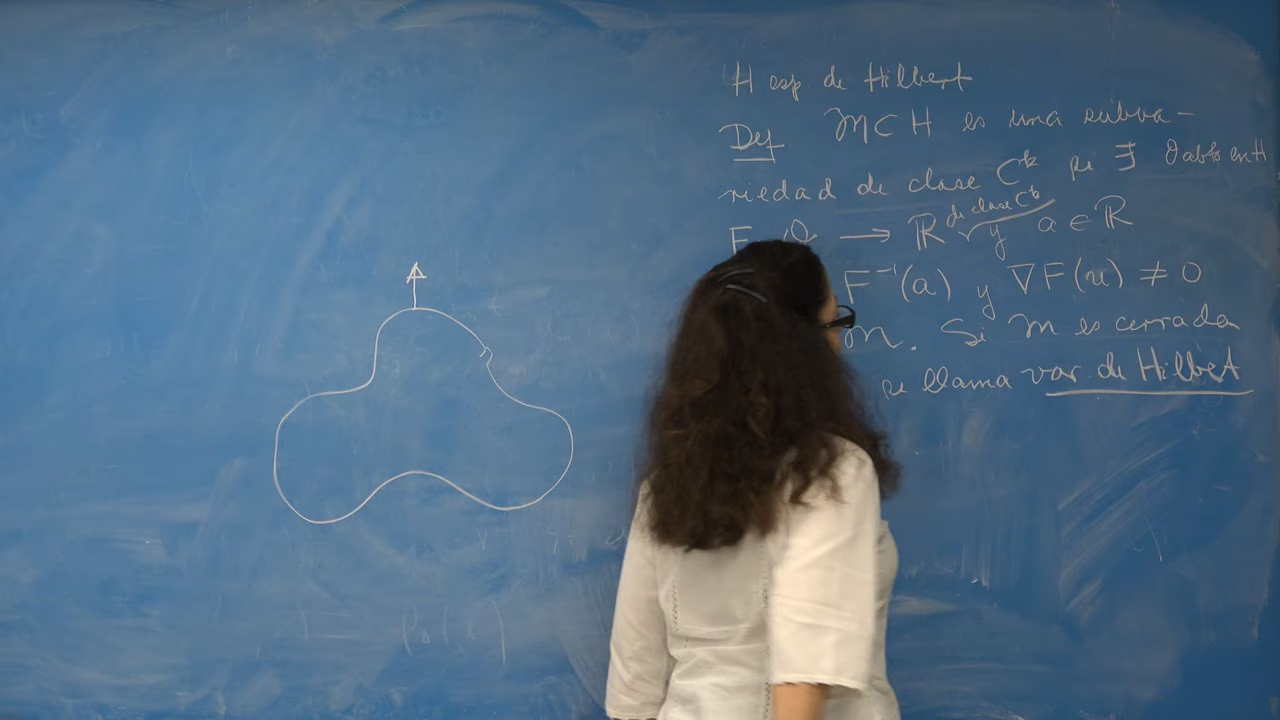 H esp. de Hilbert
Def. M ⊂ H es una subva-
riedad de clase C^k si ∃ O abto en H
F O → ℝ de clase C^k y a ∈ ℝ
F^{-1}(a) y ∇F(u) ≠ 0
M. Si M es cerrada
se llama var. de Hilbert